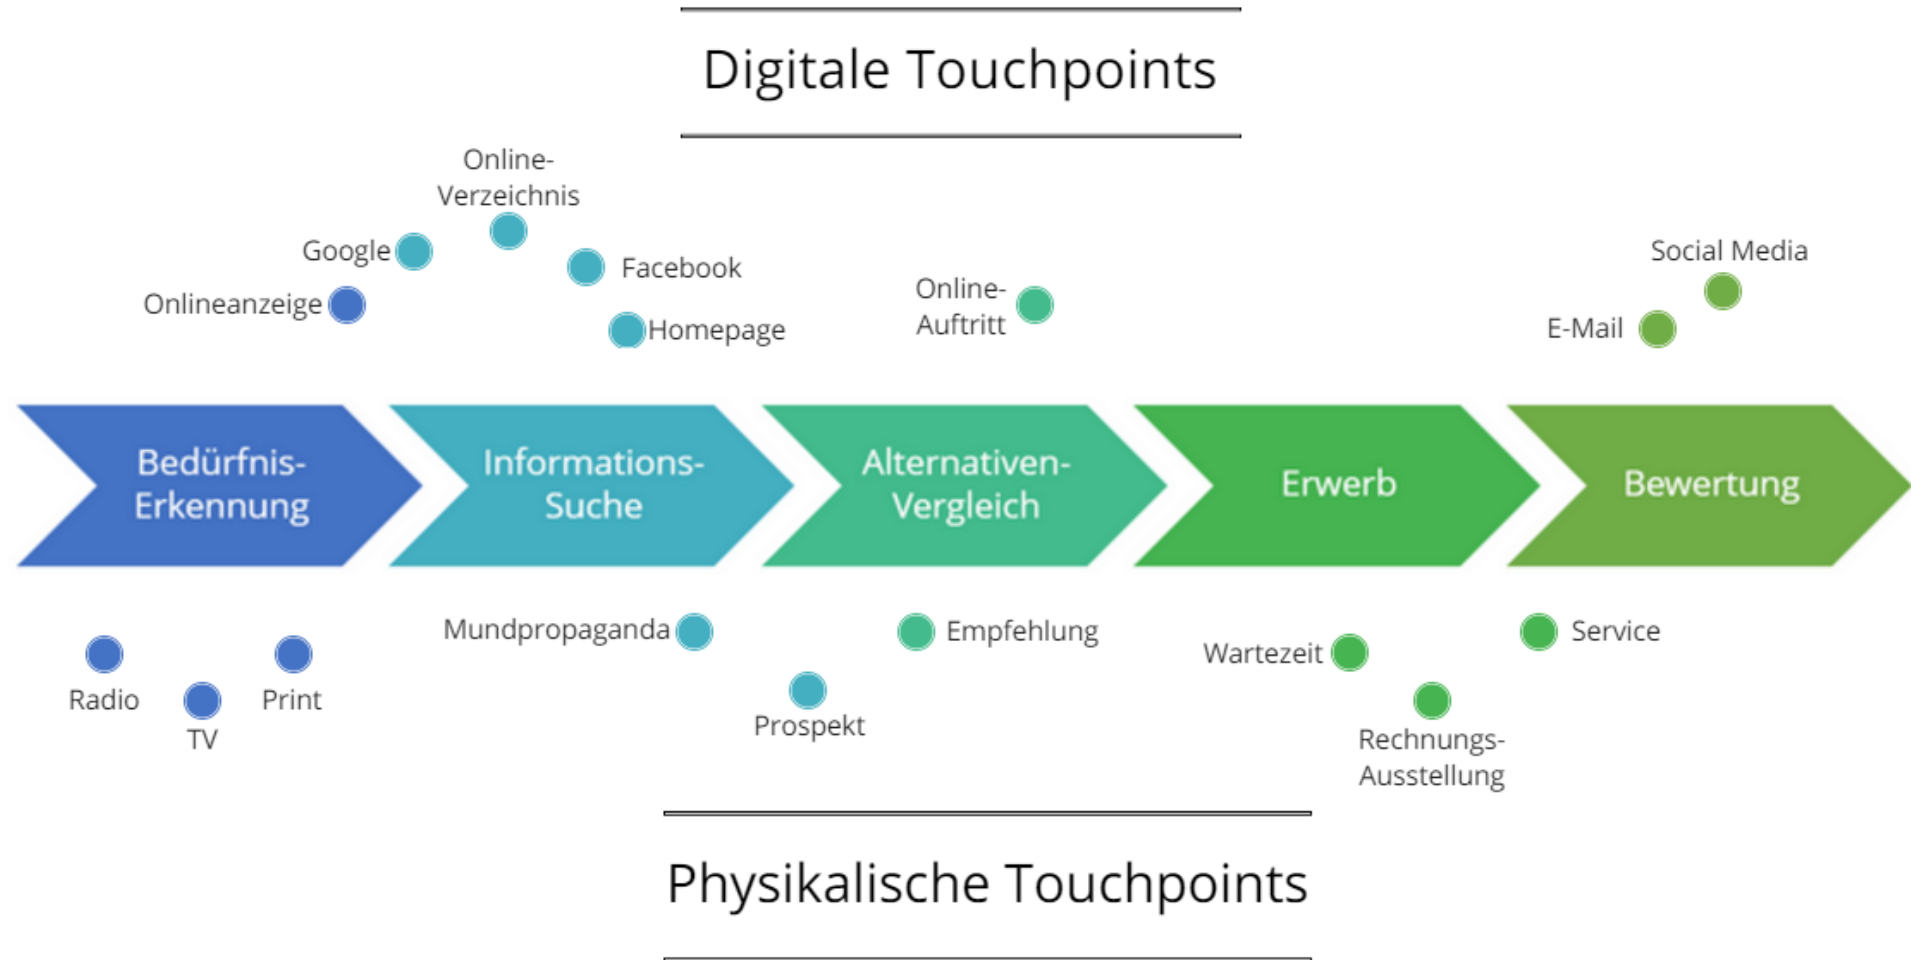 Digitale Touchpoints
Online-
Verzeichnis
Google
Facebook
Onlineanzeige
Homepage
Online-
Auftritt
Social Media
E-Mail
Bedürfnis-
Erkennung
Informations-
Suche
Alternativen-
Vergleich
Erwerb
Bewertung
Radio
TV
Print
Mundpropaganda
Prospekt
Empfehlung
Wartezeit
Rechnungs-
Ausstellung
Service
Physikalische Touchpoints